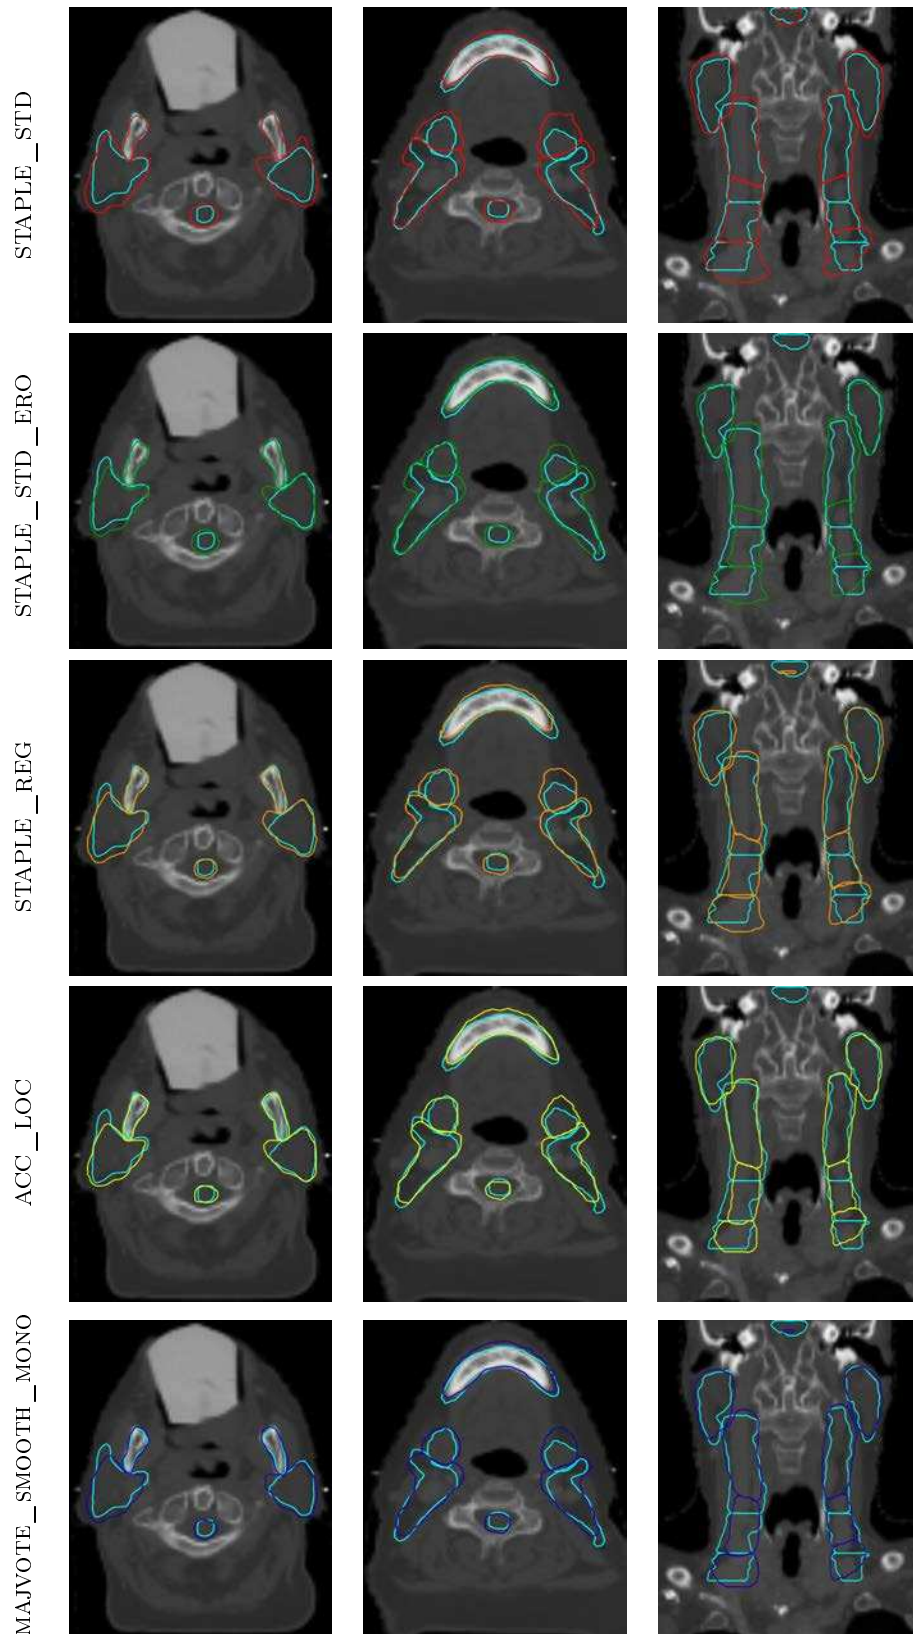 STAPLE_STD
STAPLE_STD_ERO
STAPLE_REG
ACC_LOC
MAJVOTE_SMOOTH_MONO